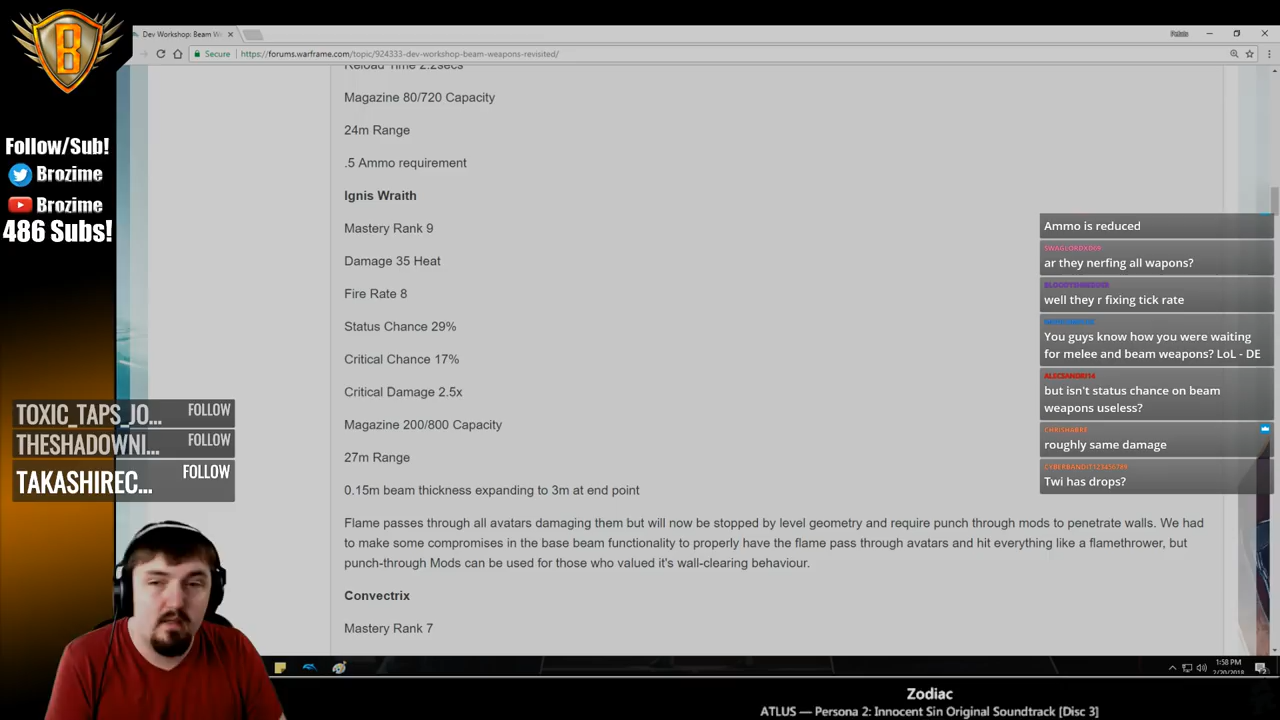 Dev Workshop: Beam W
Secure
https://forums.warframe.com/topic/924333-dev-workshop-beam-weapons-revisited/
B
Follow/Sub!
Brozime
Brozime
486 Subs!
TOXIC_TAPS_JO... FOLLOW
THESHADOWNI... FOLLOW
TAKASHIREC... FOLLOW
Reload Time 2.2secs
Magazine 80/720 Capacity
24m Range
.5 Ammo requirement
Ignis Wraith
Mastery Rank 9
Damage 35 Heat
Fire Rate 8
Status Chance 29%
Critical Chance 17%
Critical Damage 2.5x
Magazine 200/800 Capacity
27m Range
0.15m beam thickness expanding to 3m at end point
Flame passes through all avatars damaging them but will now be stopped by level geometry and require punch through mods to penetrate walls. We had
to make some compromises in the base beam functionality to properly have the flame pass through avatars and hit everything like a flamethrower, but
punch-through Mods can be used for those who valued it's wall-clearing behaviour.
Convectrix
Mastery Rank 7
Ammo is reduced
ar they nerfing all wapons?
well they r fixing tick rate
You guys know how you were waiting
for melee and beam weapons? LoL - DE
but isn't status chance on beam
weapons useless?
roughly same damage
CYBERBANDIT123456789
Twi has drops?
1:58 PM
2/20/2018
Zodiac
ATLUS — Persona 2: Innocent Sin Original Soundtrack [Disc 3]